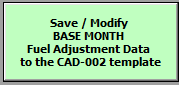 Save / Modify
BASE MONTH
Fuel Adjustment Data
to the CAD-002 template